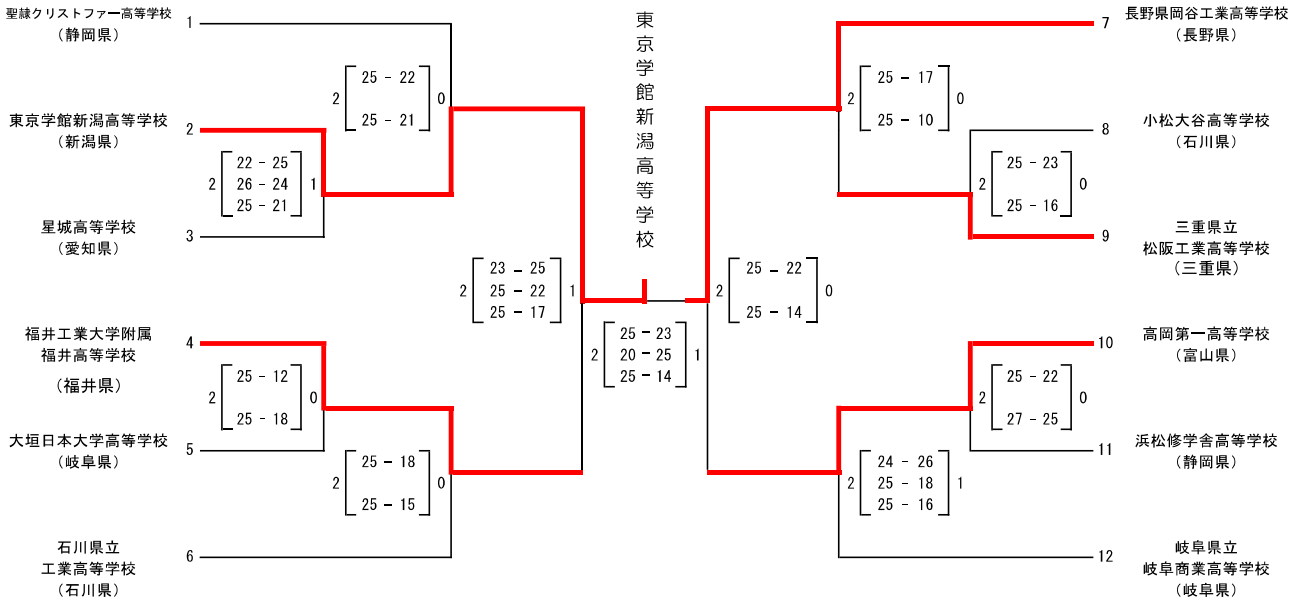 聖隷クリストファー高等学校
（静岡県）
1
2
25 － 22
25 － 21
0
東京学館新潟高等学校
（新潟県）
2
2
22 － 25
26 － 24
25 － 21
1
星城高等学校
（愛知県）
3
2
23 － 25
25 － 22
25 － 17
1
福井工業大学附属
福井高等学校
（福井県）
4
2
25 － 12
25 － 18
0
大垣日本大学高等学校
（岐阜県）
5
2
25 － 18
25 － 15
0
石川県立
工業高等学校
（石川県）
6
東京学館新潟高等学校
2
25 － 23
20 － 25
25 － 14
1
7
長野県岡谷工業高等学校
（長野県）
2
25 － 17
25 － 10
0
8
小松大谷高等学校
（石川県）
2
25 － 23
25 － 16
0
9
三重県立
松阪工業高等学校
（三重県）
2
25 － 22
25 － 14
0
10
高岡第一高等学校
（富山県）
2
25 － 22
27 － 25
0
11
浜松修学舎高等学校
（静岡県）
2
24 － 26
25 － 18
25 － 16
1
12
岐阜県立
岐阜商業高等学校
（岐阜県）